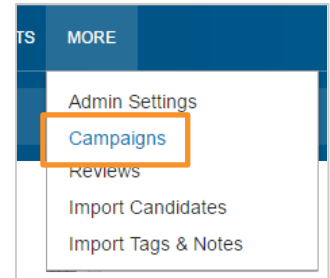 TS MORE
Admin Settings
Campaigns
Reviews
Import Candidates
Import Tags & Notes